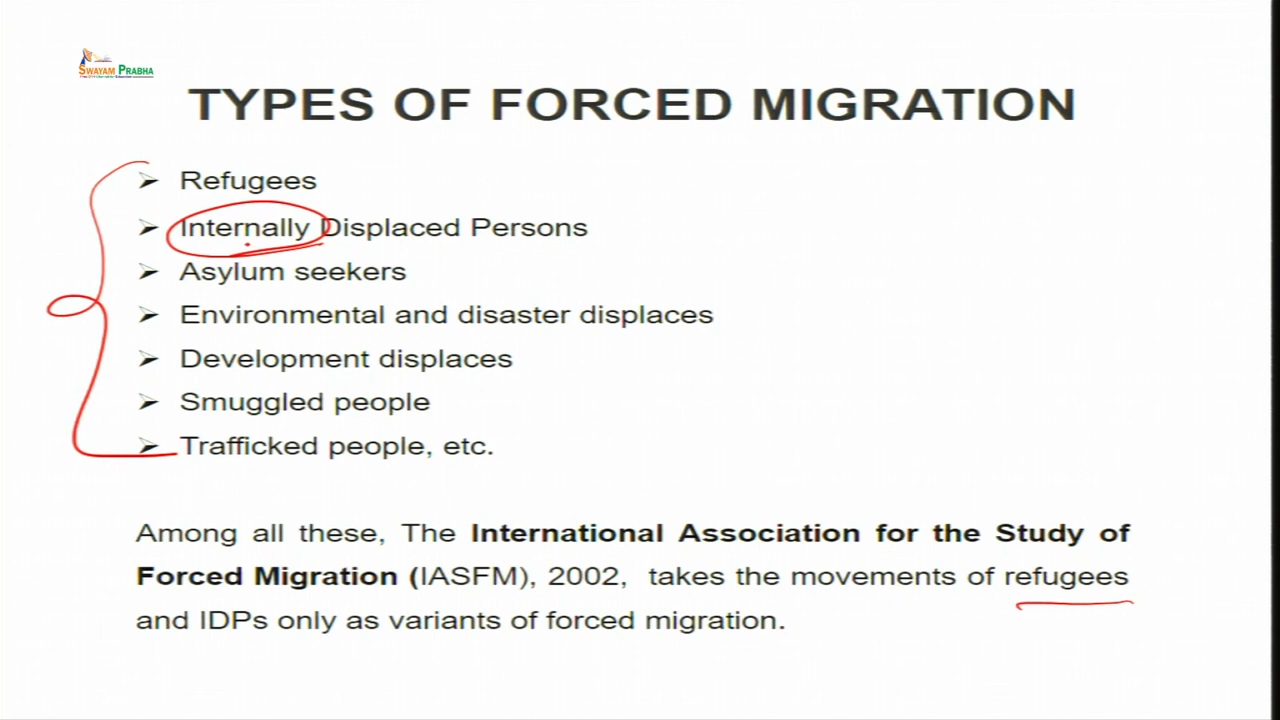 SWAYAM PRABHA
TYPES OF FORCED MIGRATION
➢ Refugees
➢ Internally Displaced Persons
➢ Asylum seekers
➢ Environmental and disaster displaces
➢ Development displaces
➢ Smuggled people
➢ Trafficked people, etc.
Among all these, The International Association for the Study of
Forced Migration (IASFM), 2002, takes the movements of refugees
and IDPs only as variants of forced migration.